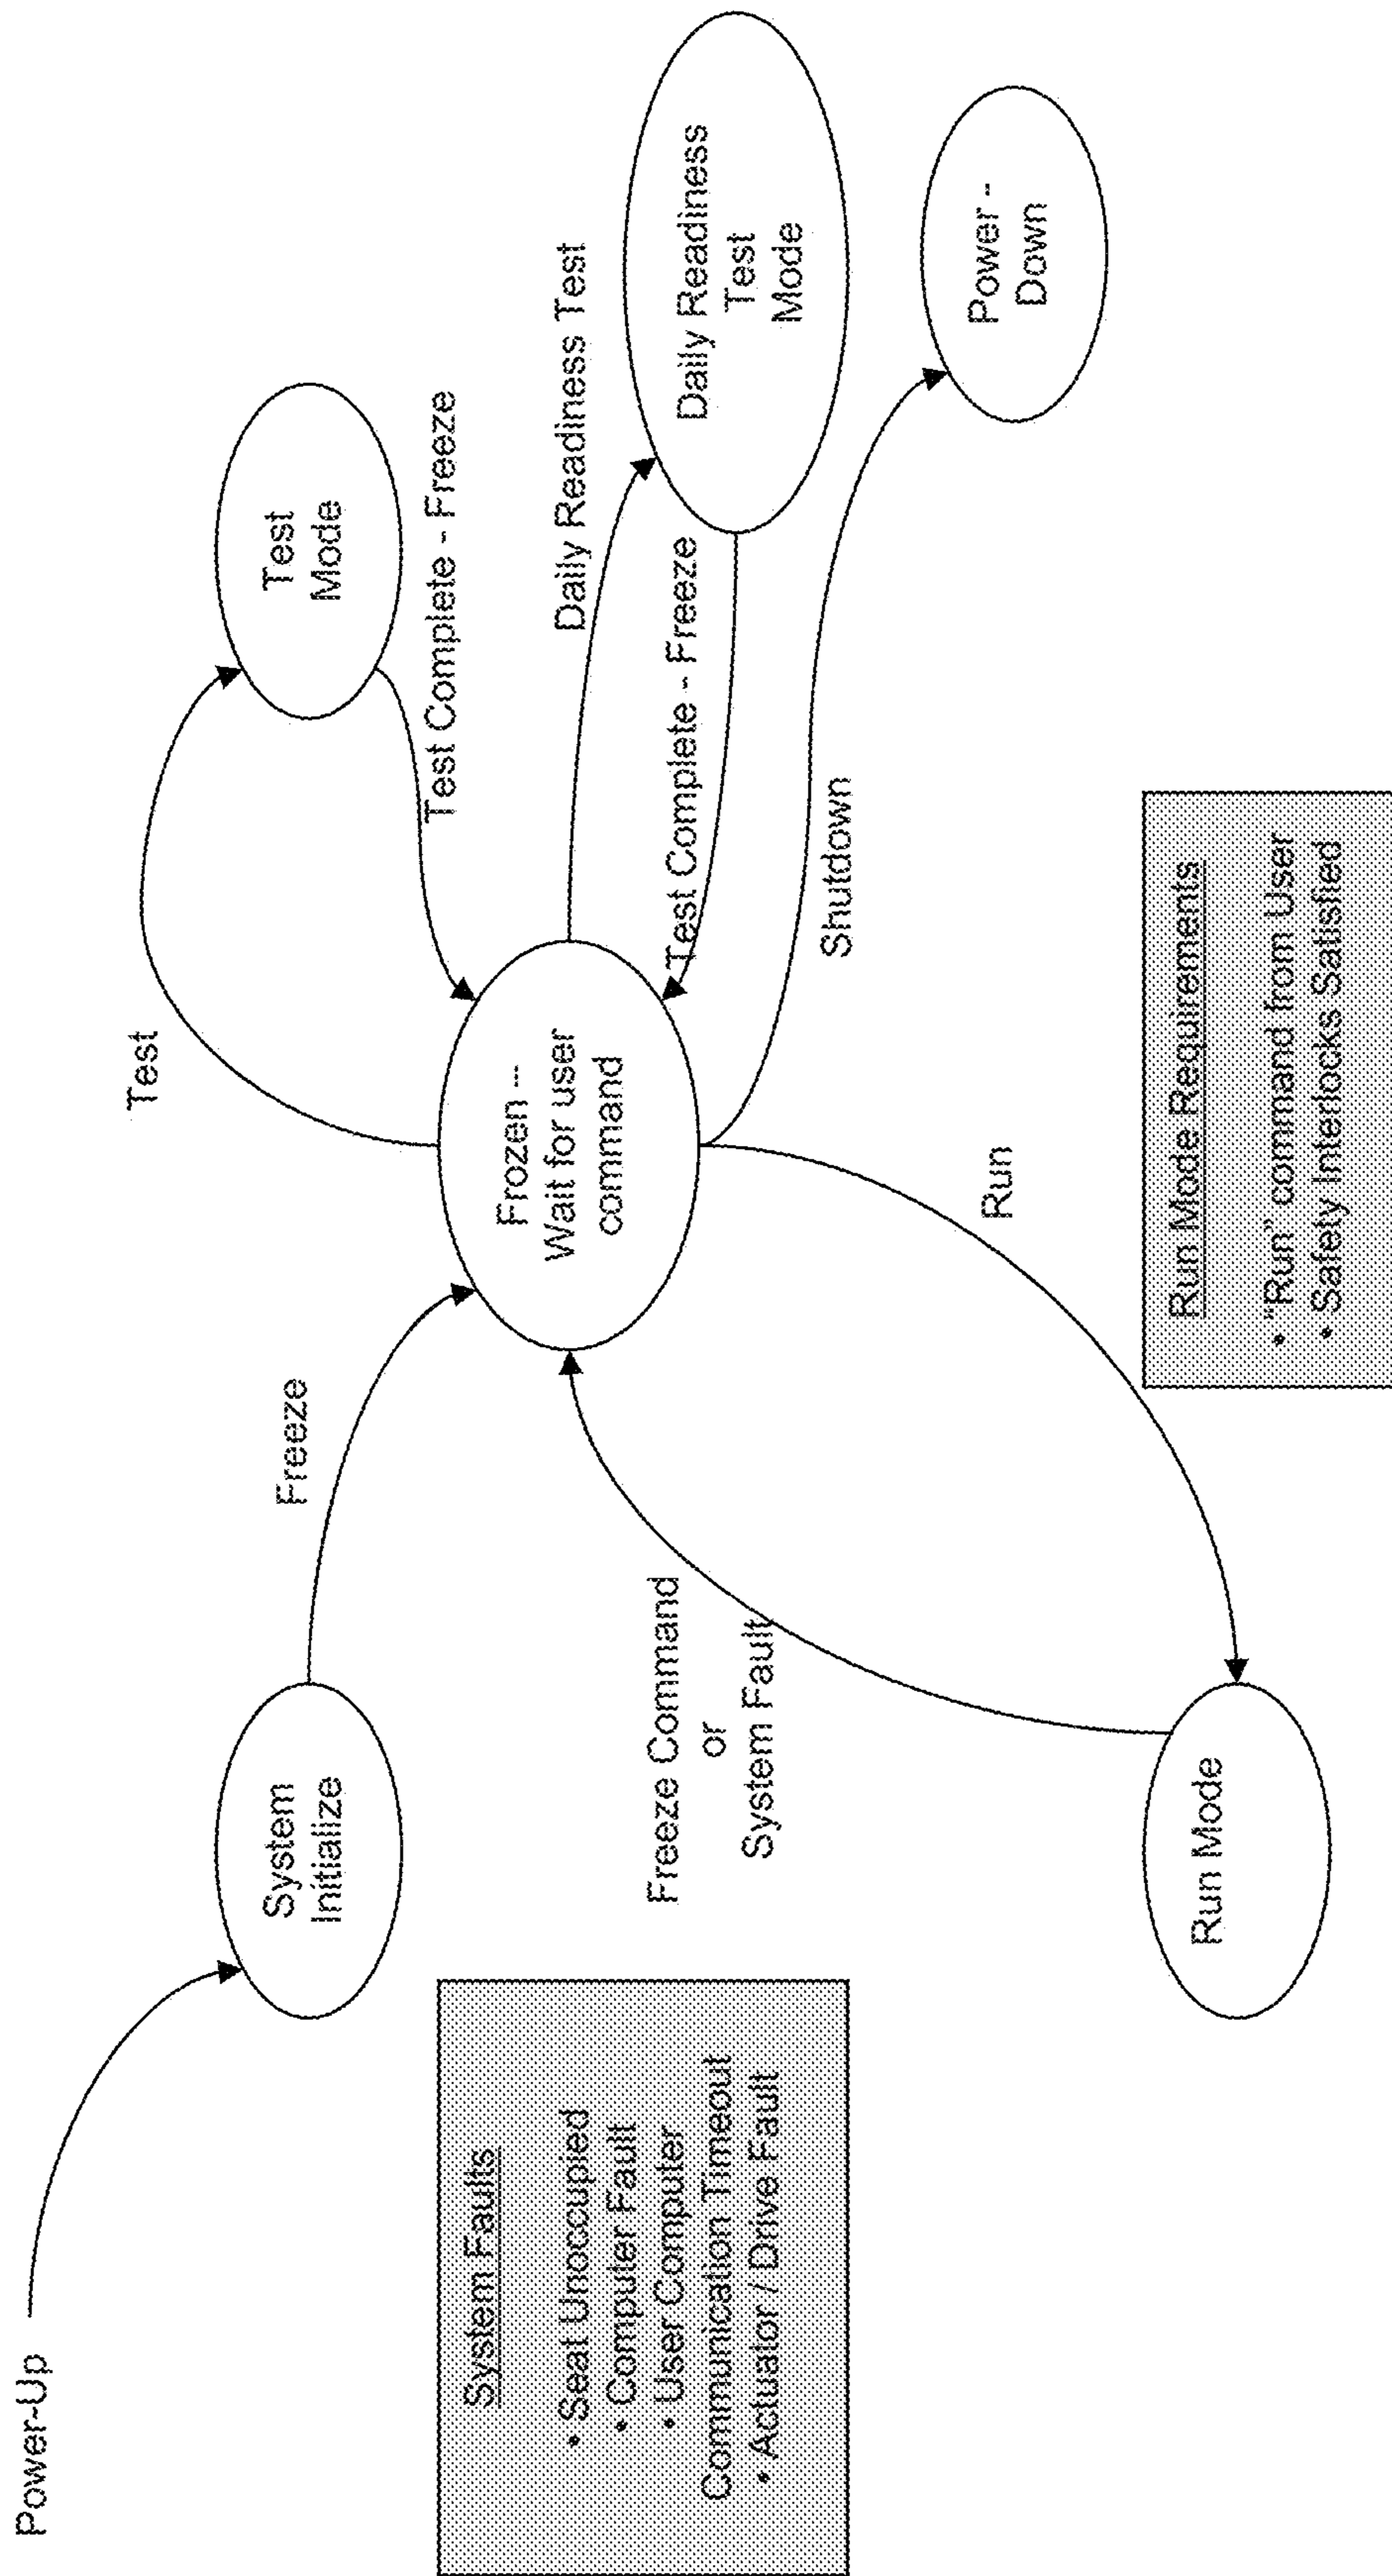 Power-Up
System
Initialize
Freeze
Test
Test
Mode
Test Complete - Freeze
Frozen --
Wait for user
command
Daily Readiness Test
Daily Readiness
Test
Mode
Test Complete - Freeze
Shutdown
Power -
Down
System Faults
• Seat Unoccupied
• Computer Fault
• User Computer
Communication Timeout
• Actuator / Drive Fault
Freeze Command
or
System Fault
Run
Run Mode
Run Mode Requirements
• "Run" command from User
• Safety Interlocks Satisfied